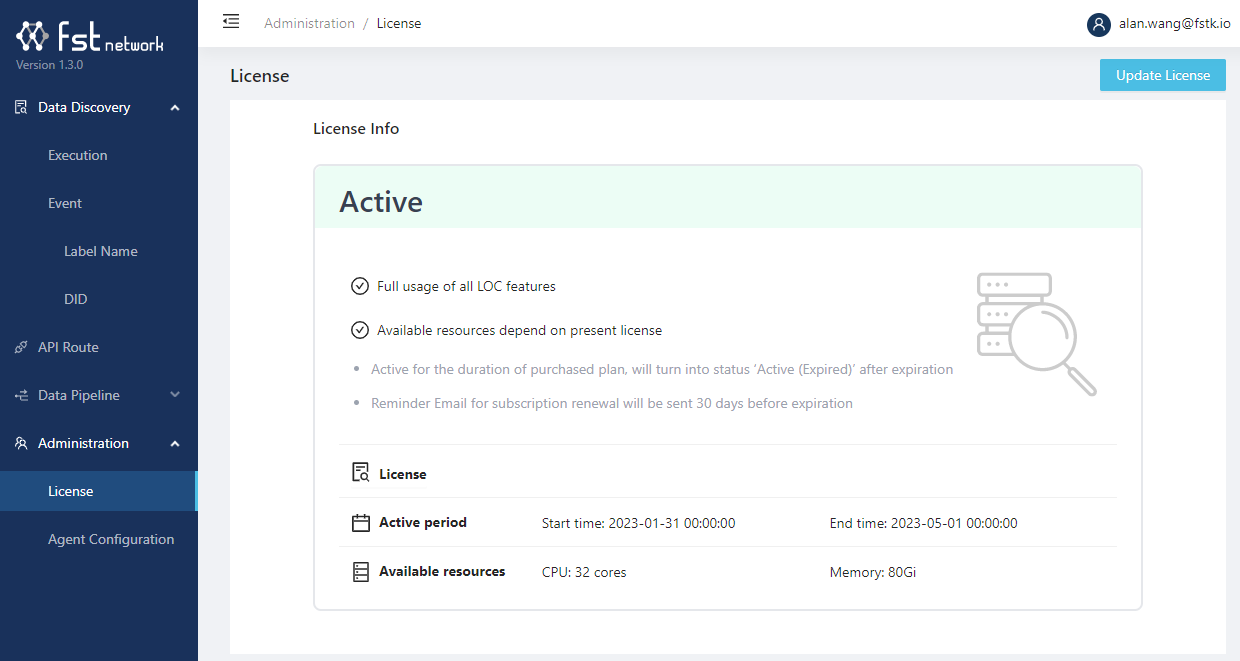 fst network
Version 1.3.0
Data Discovery
Execution
Event
Label Name
DID
API Route
Data Pipeline
Administration
License
Agent Configuration
Administration / License
alan.wang@fstk.io
License
Update License
License Info
Active
Full usage of all LOC features
Available resources depend on present license
• Active for the duration of purchased plan, will turn into status ‘Active (Expired)’ after expiration
• Reminder Email for subscription renewal will be sent 30 days before expiration
License
Active period Start time: 2023-01-31 00:00:00 End time: 2023-05-01 00:00:00
Available resources CPU: 32 cores Memory: 80Gi